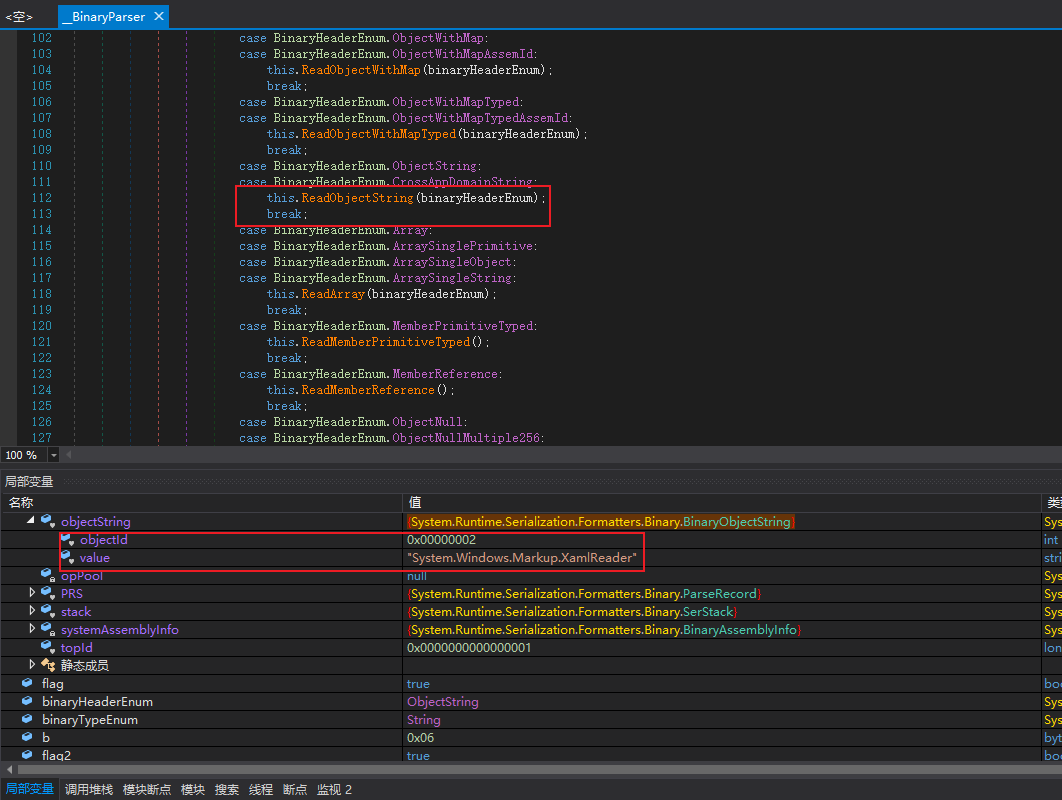 <空> __BinaryParser ×
102 case BinaryHeaderEnum.ObjectWithMap:
103 case BinaryHeaderEnum.ObjectWithMapAssemId:
104 this.ReadObjectWithMap(binaryHeaderEnum);
105 break;
106 case BinaryHeaderEnum.ObjectWithMapTyped:
107 case BinaryHeaderEnum.ObjectWithMapTypedAssemId:
108 this.ReadObjectWithMapTyped(binaryHeaderEnum);
109 break;
110 case BinaryHeaderEnum.ObjectString:
111 case BinaryHeaderEnum.CrossAppDomainString:
112 this.ReadObjectString(binaryHeaderEnum);
113 break;
114 case BinaryHeaderEnum.Array:
115 case BinaryHeaderEnum.ArraySinglePrimitive:
116 case BinaryHeaderEnum.ArraySingleObject:
117 case BinaryHeaderEnum.ArraySingleString:
118 this.ReadArray(binaryHeaderEnum);
119 break;
120 case BinaryHeaderEnum.MemberPrimitiveTyped:
121 this.ReadMemberPrimitiveTyped();
122 break;
123 case BinaryHeaderEnum.MemberReference:
124 this.ReadMemberReference();
125 break;
126 case BinaryHeaderEnum.ObjectNull:
127 case BinaryHeaderEnum.ObjectNullMultiple256:
100 %
局部变量
名称 值 类
objectString {System.Runtime.Serialization.Formatters.Binary.BinaryObjectString} Sys
objectId 0x00000002 int
value "System.Windows.Markup.XamlReader" stri
opPool null Sys
PRS {System.Runtime.Serialization.Formatters.Binary.ParseRecord} Sys
stack {System.Runtime.Serialization.Formatters.Binary.SerStack} Sys
systemAssemblyInfo {System.Runtime.Serialization.Formatters.Binary.BinaryAssemblyInfo} Sys
topId 0x0000000000000001 lon
静态成员
flag true boo
binaryHeaderEnum ObjectString Sys
binaryTypeEnum String Sys
b 0x06 byt
flag2 true boo
局部变量 调用堆栈 模块断点 模块 搜索 线程 断点 监视 2